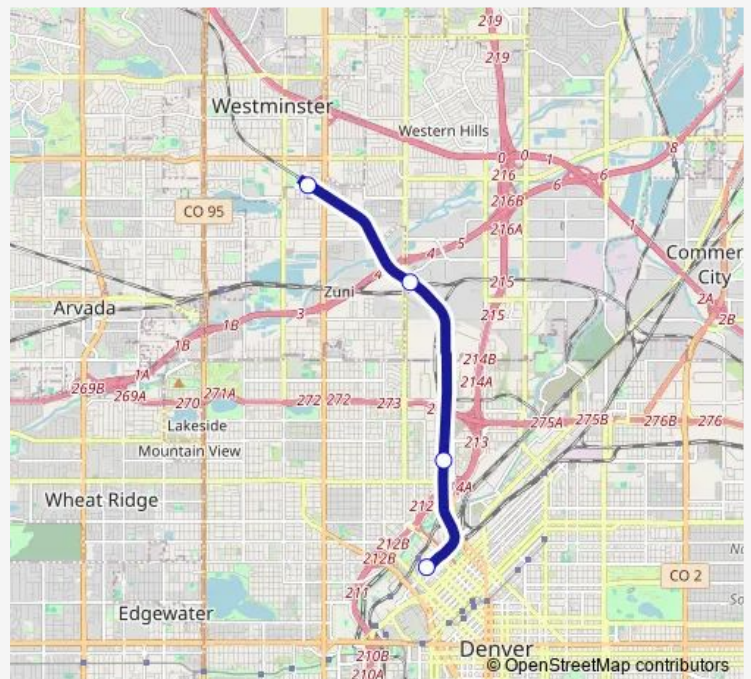 219
219
Westminster
Western Hills
8
0
0
1
216
6
6
216B
CO 95
216A
1
5
4
Commer
City
4
215
Zuni
2A
Arvada
3
215
2B
1B
1B
214B
1A
214A
269B
269A
270
271A
272
272
273
2
275A
275B
276B
276
Lakeside
213
Mountain View
4A
Wheat Ridge
212
212B
212B
CO 2
211
Edgewater
Denver
210B
210A
© OpenStreetMap contributors